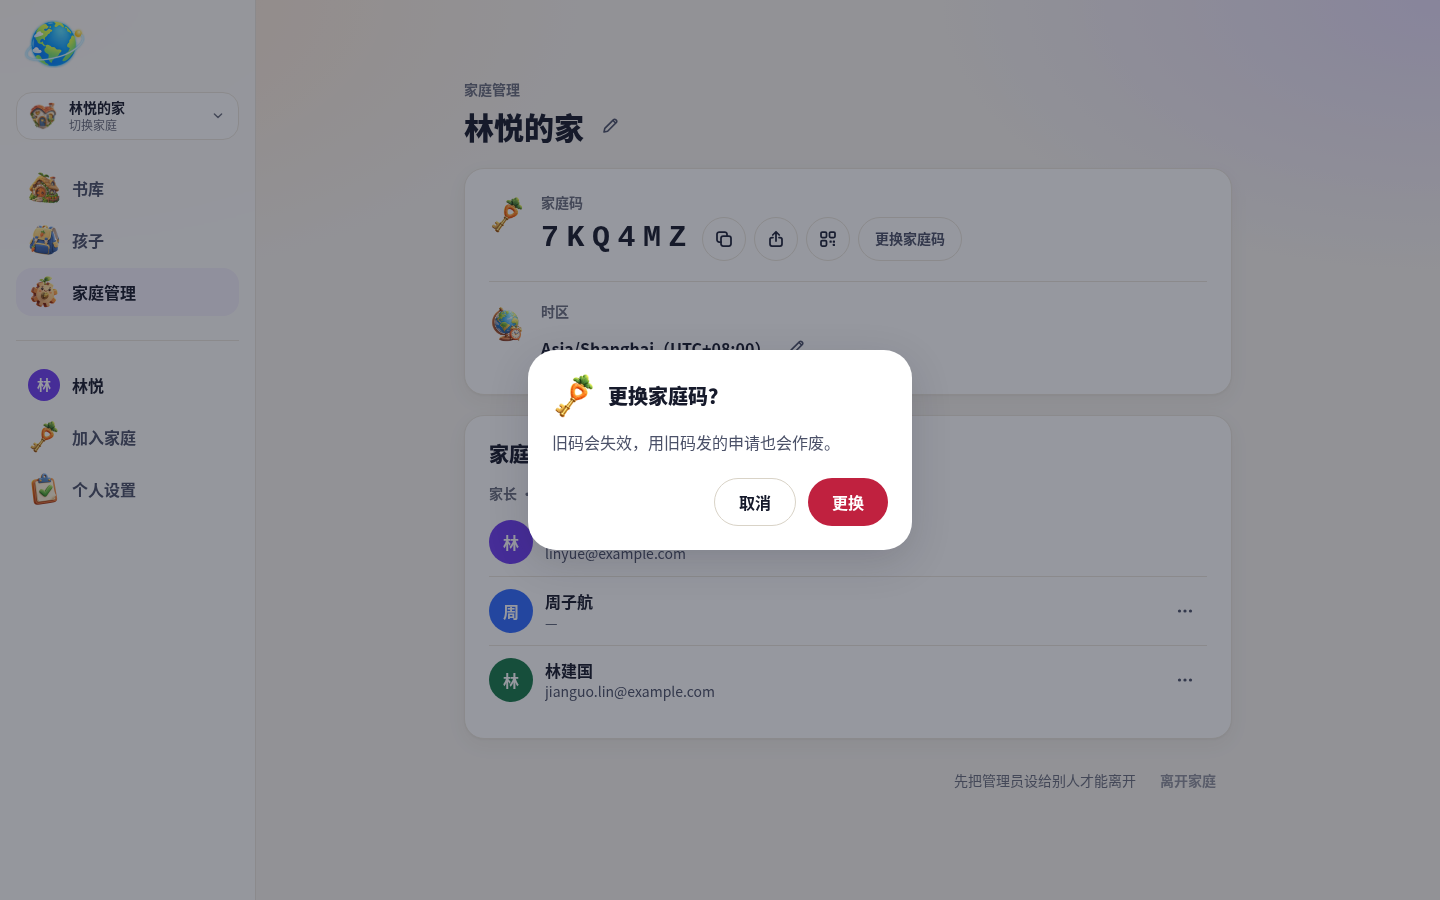 林悦的家
切换家庭
书库
孩子
家庭管理
林
林悦
加入家庭
个人设置
家庭管理
林悦的家
家庭码
7KQ4MZ
更换家庭码
时区
Asia/Shanghai (UTC+08:00)
更换家庭码?
旧码会失效，用旧码发的申请也会作废。
取消
更换
家庭
家长 •
林
linyue@example.com
周
周子航
—
林
林建国
jianguo.lin@example.com
先把管理员设给别人才能离开
离开家庭